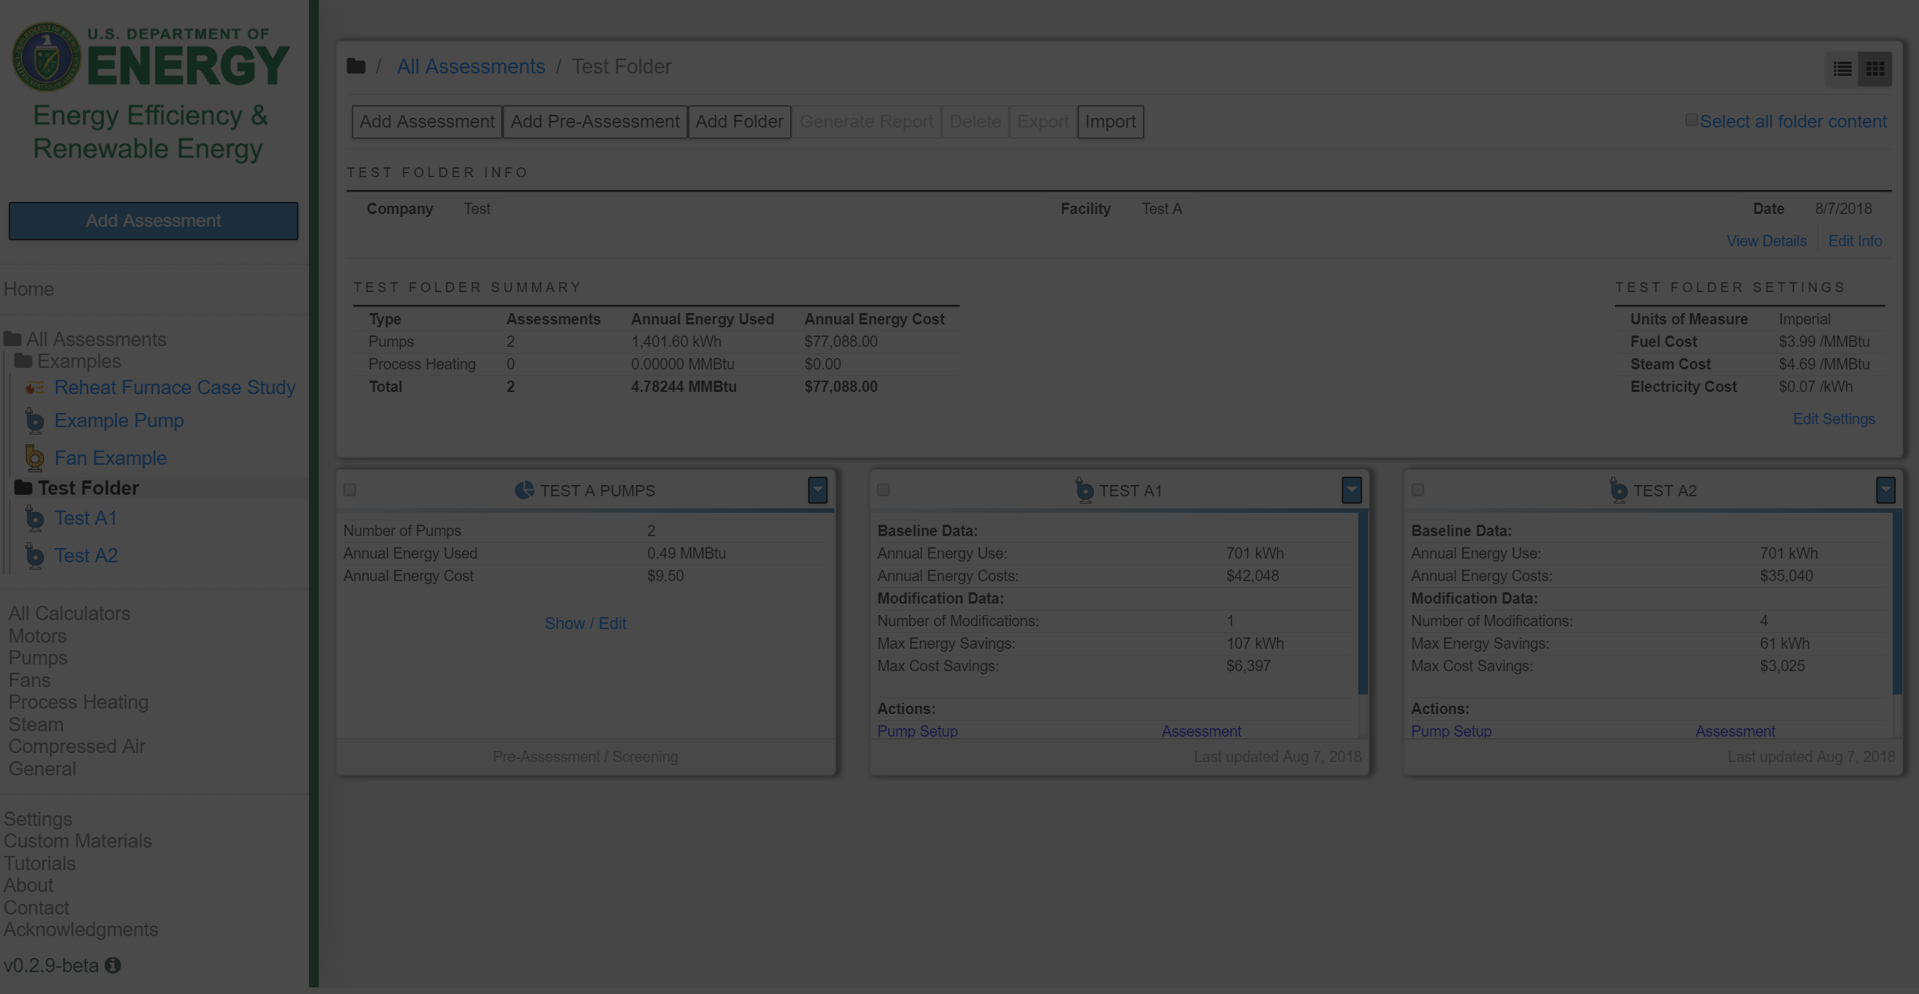 U.S. DEPARTMENT OF
ENERGY
Energy Efficiency &
Renewable Energy
Add Assessment
Home
All Assessments
Examples
Reheat Furnace Case Study
Example Pump
Fan Example
Test Folder
Test A1
Test A2
All Calculators
Motors
Pumps
Fans
Process Heating
Steam
Compressed Air
General
Settings
Custom Materials
Tutorials
About
Contact
Acknowledgments
v0.2.9-beta
/ All Assessments / Test Folder
Add Assessment Add Pre-Assessment Add Folder Generate Report Delete Export Import Select all folder content
TEST FOLDER INFO
Company Test Facility Test A Date 8/7/2018
View Details Edit Info
TEST FOLDER SUMMARY
Type Assessments Annual Energy Used Annual Energy Cost
Pumps 2 1,401.60 kWh $77,088.00
Process Heating 0 0.00000 MMBtu $0.00
Total 2 4.78244 MMBtu $77,088.00
TEST FOLDER SETTINGS
Units of Measure Imperial
Fuel Cost $3.99 /MMBtu
Steam Cost $4.69 /MMBtu
Electricity Cost $0.07 /kWh
Edit Settings
TEST A PUMPS
Number of Pumps 2
Annual Energy Used 0.49 MMBtu
Annual Energy Cost $9.50
Show / Edit
Pre-Assessment / Screening
TEST A1
Baseline Data:
Annual Energy Use: 701 kWh
Annual Energy Costs: $42,048
Modification Data:
Number of Modifications: 1
Max Energy Savings: 107 kWh
Max Cost Savings: $6,397
Actions:
Pump Setup Assessment
Last updated Aug 7, 2018
TEST A2
Baseline Data:
Annual Energy Use: 701 kWh
Annual Energy Costs: $35,040
Modification Data:
Number of Modifications: 4
Max Energy Savings: 61 kWh
Max Cost Savings: $3,025
Actions:
Pump Setup Assessment
Last updated Aug 7, 2018